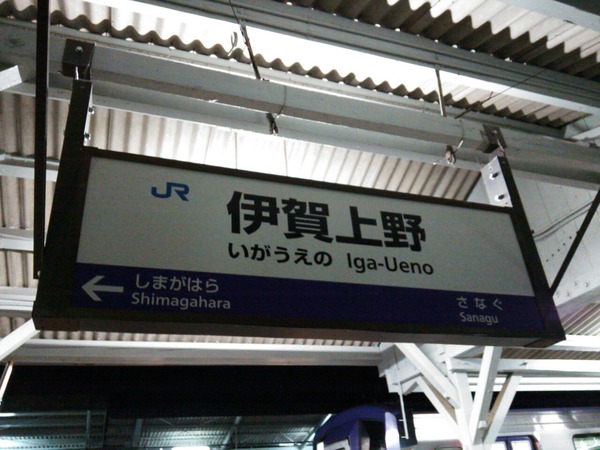 JR
伊賀上野
いがうえの Iga-Ueno
← しまがはら
Shimagahara
さなぐ
Sanagu